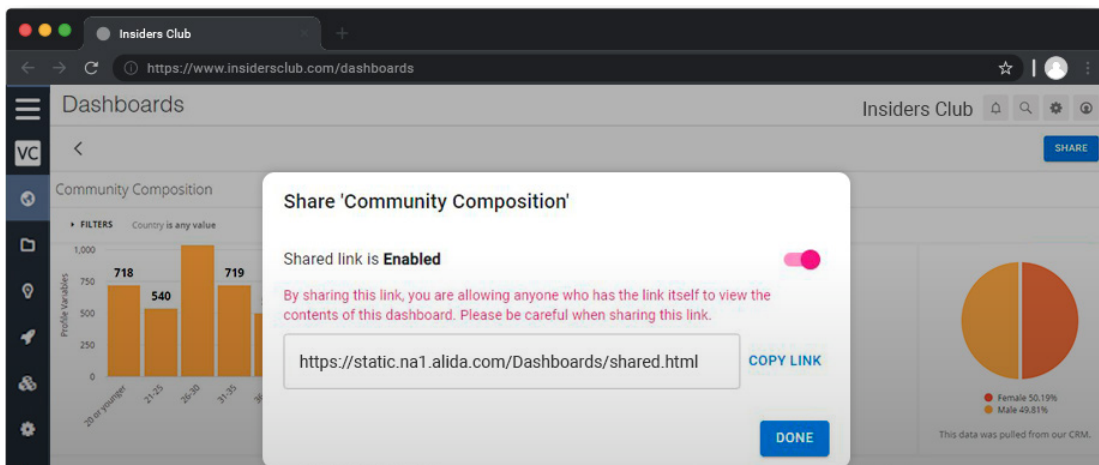 Insiders Club
https://www.insidersclub.com/dashboards
Dashboards
Insiders Club
VC
SHARE
Community Composition
FILTERS Country is any value
1,000
750
500
250
0
Profile Variables
718
540
719
20 or younger
21-25
26-30
31-35
Share 'Community Composition'
Shared link is Enabled
By sharing this link, you are allowing anyone who has the link itself to view the
contents of this dashboard. Please be careful when sharing this link.
https://static.na1.alida.com/Dashboards/shared.html
COPY LINK
DONE
Female 50.19%
Male 49.81%
This data was pulled from our CRM.